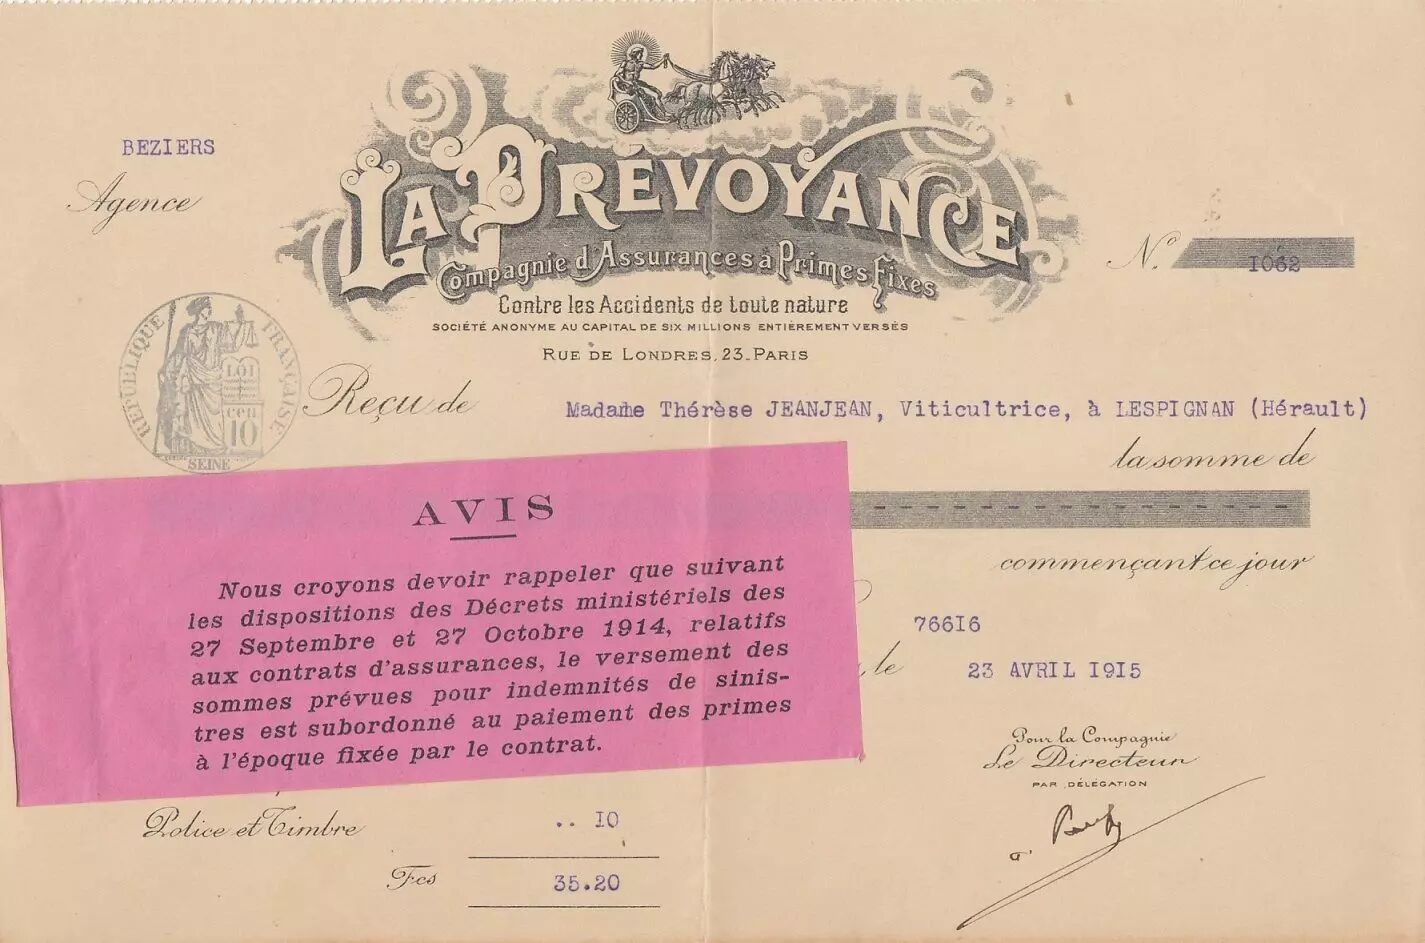 BEZIERS
Agence
LA PRÉVOYANCE
Compagnie d'Assurances à Primes Fixes
Contre les Accidents de toute nature
SOCIÉTÉ ANONYME AU CAPITAL DE SIX MILLIONS ENTIÈREMENT VERSÉS
RUE DE LONDRES, 23_PARIS
N.º 1062
RÉPUBLIQUE FRANÇAISE
LOI
cen
10
SEINE
Reçu de Madame Thérèse JEANJEAN, Viticultrice, à LESPIGNAN (Hérault)
la somme de
commençant ce jour
76616
, le 23 AVRIL 1915
AVIS
Nous croyons devoir rappeler que suivant
les dispositions des Décrets ministériels des
27 Septembre et 27 Octobre 1914, relatifs
aux contrats d'assurances, le versement des
sommes prévues pour indemnités de sinis-
tres est subordonné au paiement des primes
à l'époque fixée par le contrat.
Pour la Compagnie
Le Directeur
PAR DÉLÉGATION
Police et Timbre .. 10
Fcs 35.20